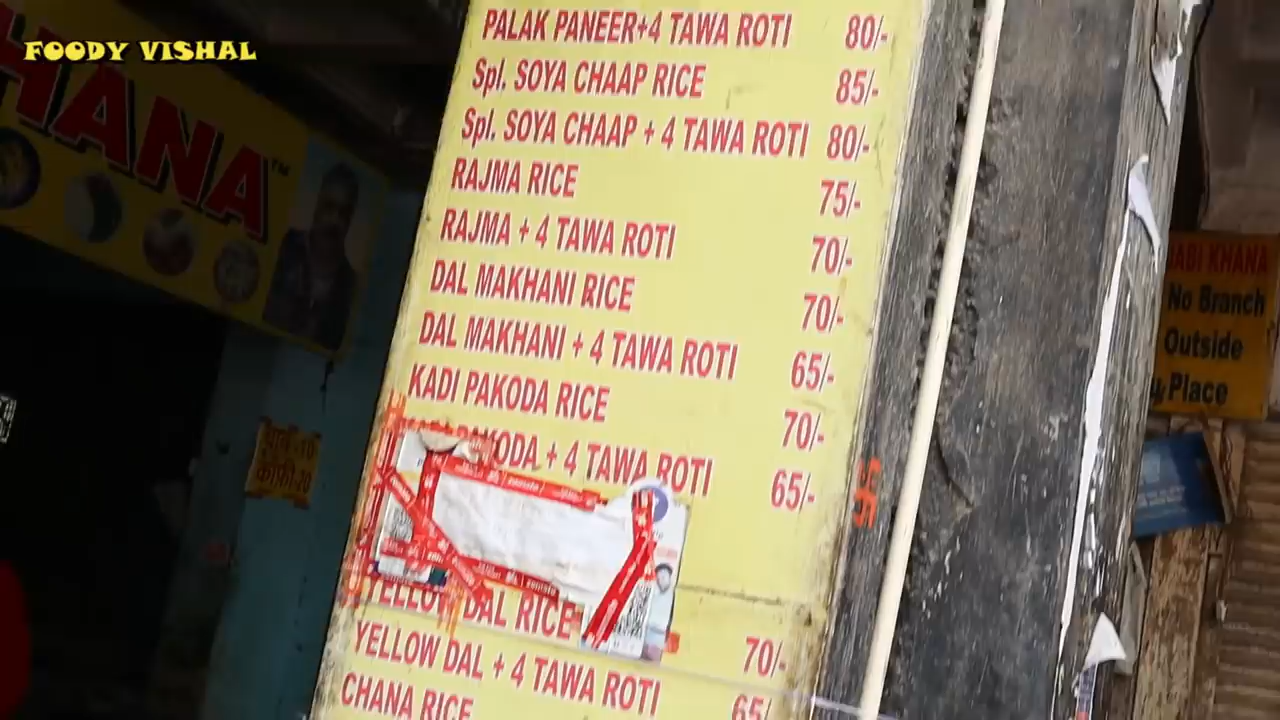 FOODY VISHAL
HANA™
PALAK PANEER+4 TAWA ROTI 80/-
Spl. SOYA CHAAP RICE 85/-
Spl. SOYA CHAAP + 4 TAWA ROTI 80/-
RAJMA RICE 75/-
RAJMA + 4 TAWA ROTI 70/-
DAL MAKHANI RICE 70/-
DAL MAKHANI + 4 TAWA ROTI 65/-
KADI PAKODA RICE 70/-
KODA + 4 TAWA ROTI 65/-
YELLOW DAL RICE 70/-
YELLOW DAL + 4 TAWA ROTI 65/-
CHANA RICE
KHANA
No Branch
Outside
Place
zomato